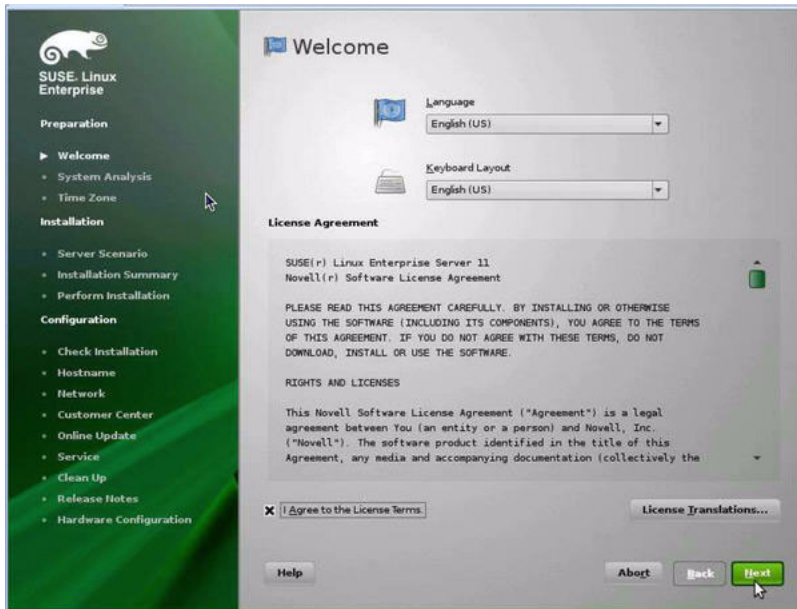 SUSE. Linux
Enterprise
Preparation
Welcome
System Analysis
Time Zone
Installation
Server Scenario
Installation Summary
Perform Installation
Configuration
Check Installation
Hostname
Network
Customer Center
Online Update
Service
Clean Up
Release Notes
Hardware Configuration
Welcome
Language
English (US)
Keyboard Layout
English (US)
License Agreement
SUSE(r) Linux Enterprise Server 11
Novell(r) Software License Agreement
PLEASE READ THIS AGREEMENT CAREFULLY. BY INSTALLING OR OTHERWISE
USING THE SOFTWARE (INCLUDING ITS COMPONENTS), YOU AGREE TO THE TERMS
OF THIS AGREEMENT. IF YOU DO NOT AGREE WITH THESE TERMS, DO NOT
DOWNLOAD, INSTALL OR USE THE SOFTWARE.
RIGHTS AND LICENSES
This Novell Software License Agreement ("Agreement") is a legal
agreement between You (an entity or a person) and Novell, Inc.
("Novell"). The software product identified in the title of this
Agreement, any media and accompanying documentation (collectively the
I Agree to the License Terms.
License Translations...
Help
Abort
Back
Next